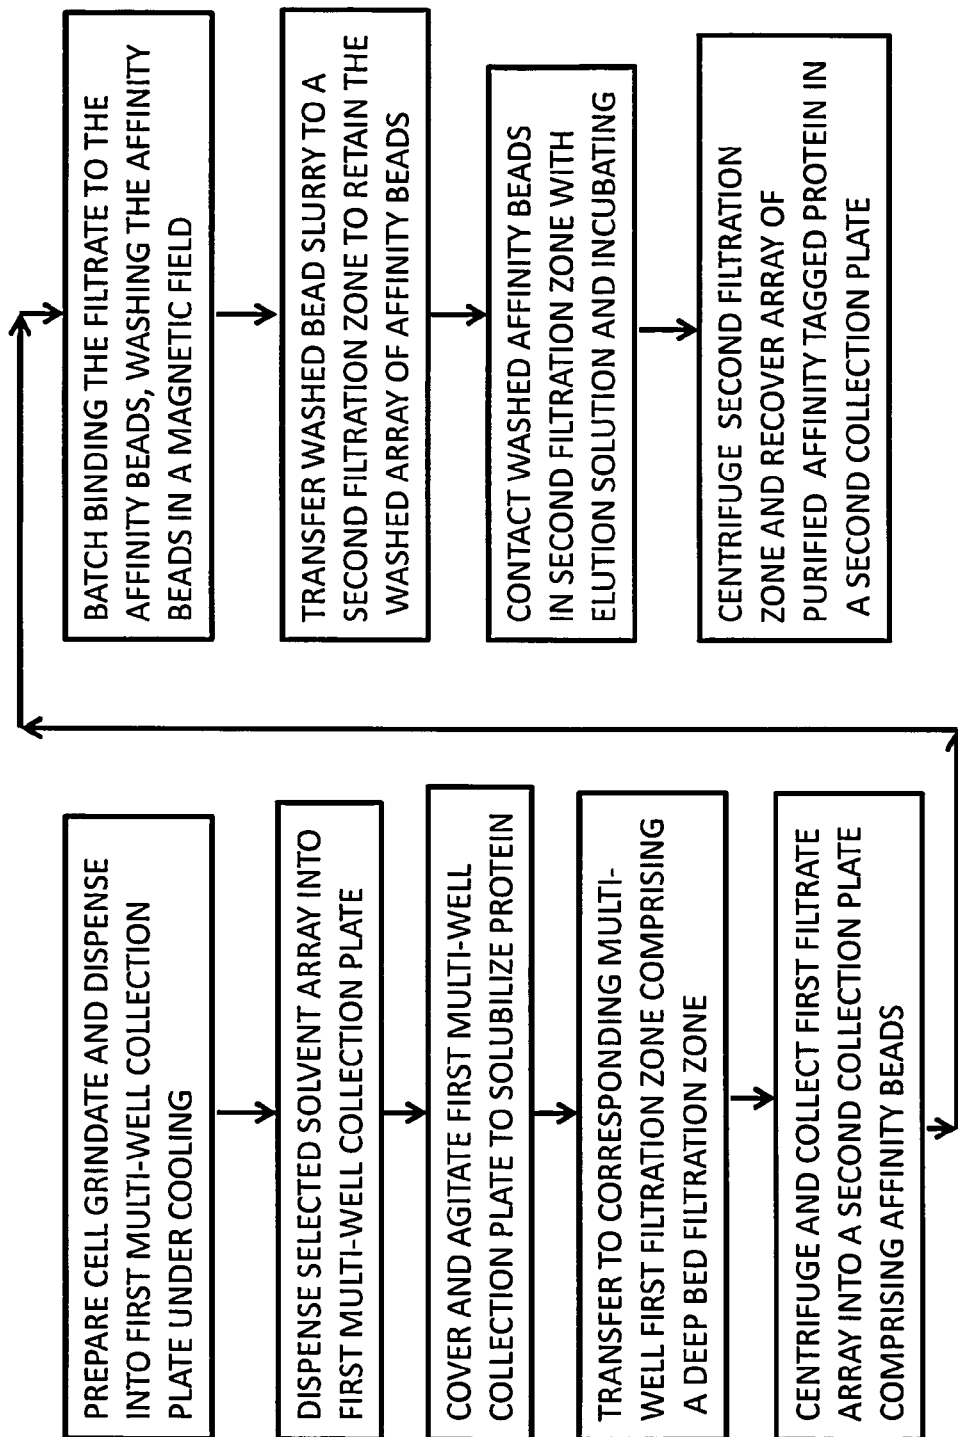 PREPARE CELL GRINDATE AND DISPENSE
INTO FIRST MULTI-WELL COLLECTION
PLATE UNDER COOLING
DISPENSE SELECTED SOLVENT ARRAY INTO
FIRST MULTI-WELL COLLECTION PLATE
COVER AND AGITATE FIRST MULTI-WELL
COLLECTION PLATE TO SOLUBILIZE PROTEIN
TRANSFER TO CORRESPONDING MULTI-
WELL FIRST FILTRATION ZONE COMPRISING
A DEEP BED FILTRATION ZONE
CENTRIFUGE AND COLLECT FIRST FILTRATE
ARRAY INTO A SECOND COLLECTION PLATE
COMPRISING AFFINITY BEADS
BATCH BINDING THE FILTRATE TO THE
AFFINITY BEADS, WASHING THE AFFINITY
BEADS IN A MAGNETIC FIELD
TRANSFER WASHED BEAD SLURRY TO A
SECOND FILTRATION ZONE TO RETAIN THE
WASHED ARRAY OF AFFINITY BEADS
CONTACT WASHED AFFINITY BEADS
IN SECOND FILTRATION ZONE WITH
ELUTION SOLUTION AND INCUBATING
CENTRIFUGE SECOND FILTRATION
ZONE AND RECOVER ARRAY OF
PURIFIED AFFINITY TAGGED PROTEIN IN
A SECOND COLLECTION PLATE